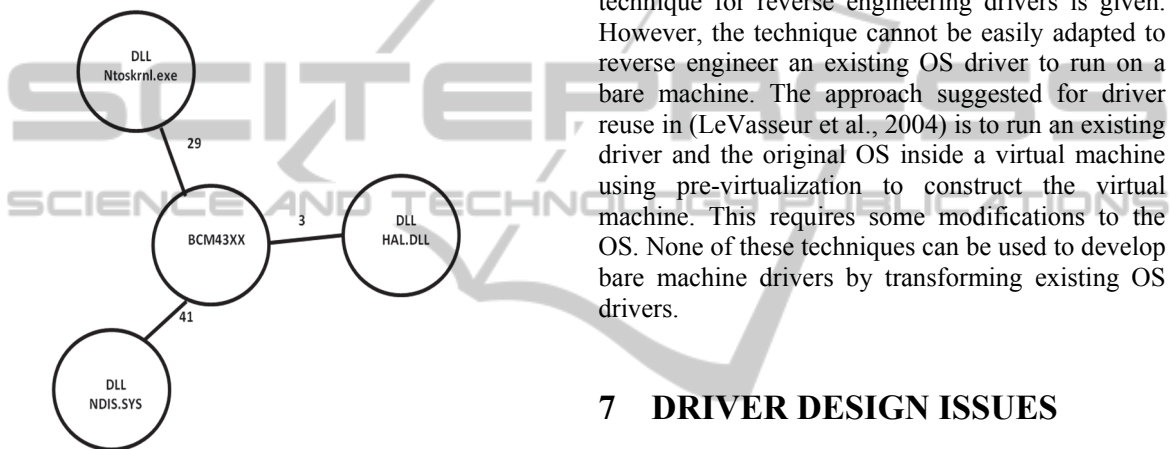 DLL
Ntoskrnl.exe
29
BCM43XX
3
DLL
HAL.DLL
41
DLL
NDIS.SYS
technique for reverse engineering drivers is given.
However, the technique cannot be easily adapted to
reverse engineer an existing OS driver to run on a
bare machine. The approach suggested for driver
reuse in (LeVasseur et al., 2004) is to run an existing
driver and the original OS inside a virtual machine
using pre-virtualization to construct the virtual
machine. This requires some modifications to the
OS. None of these techniques can be used to develop
bare machine drivers by transforming existing OS
drivers.
7 DRIVER DESIGN ISSUES
SCITEPRESS
SCIENCE AND TECHNOLOGY PUBLICATIONS